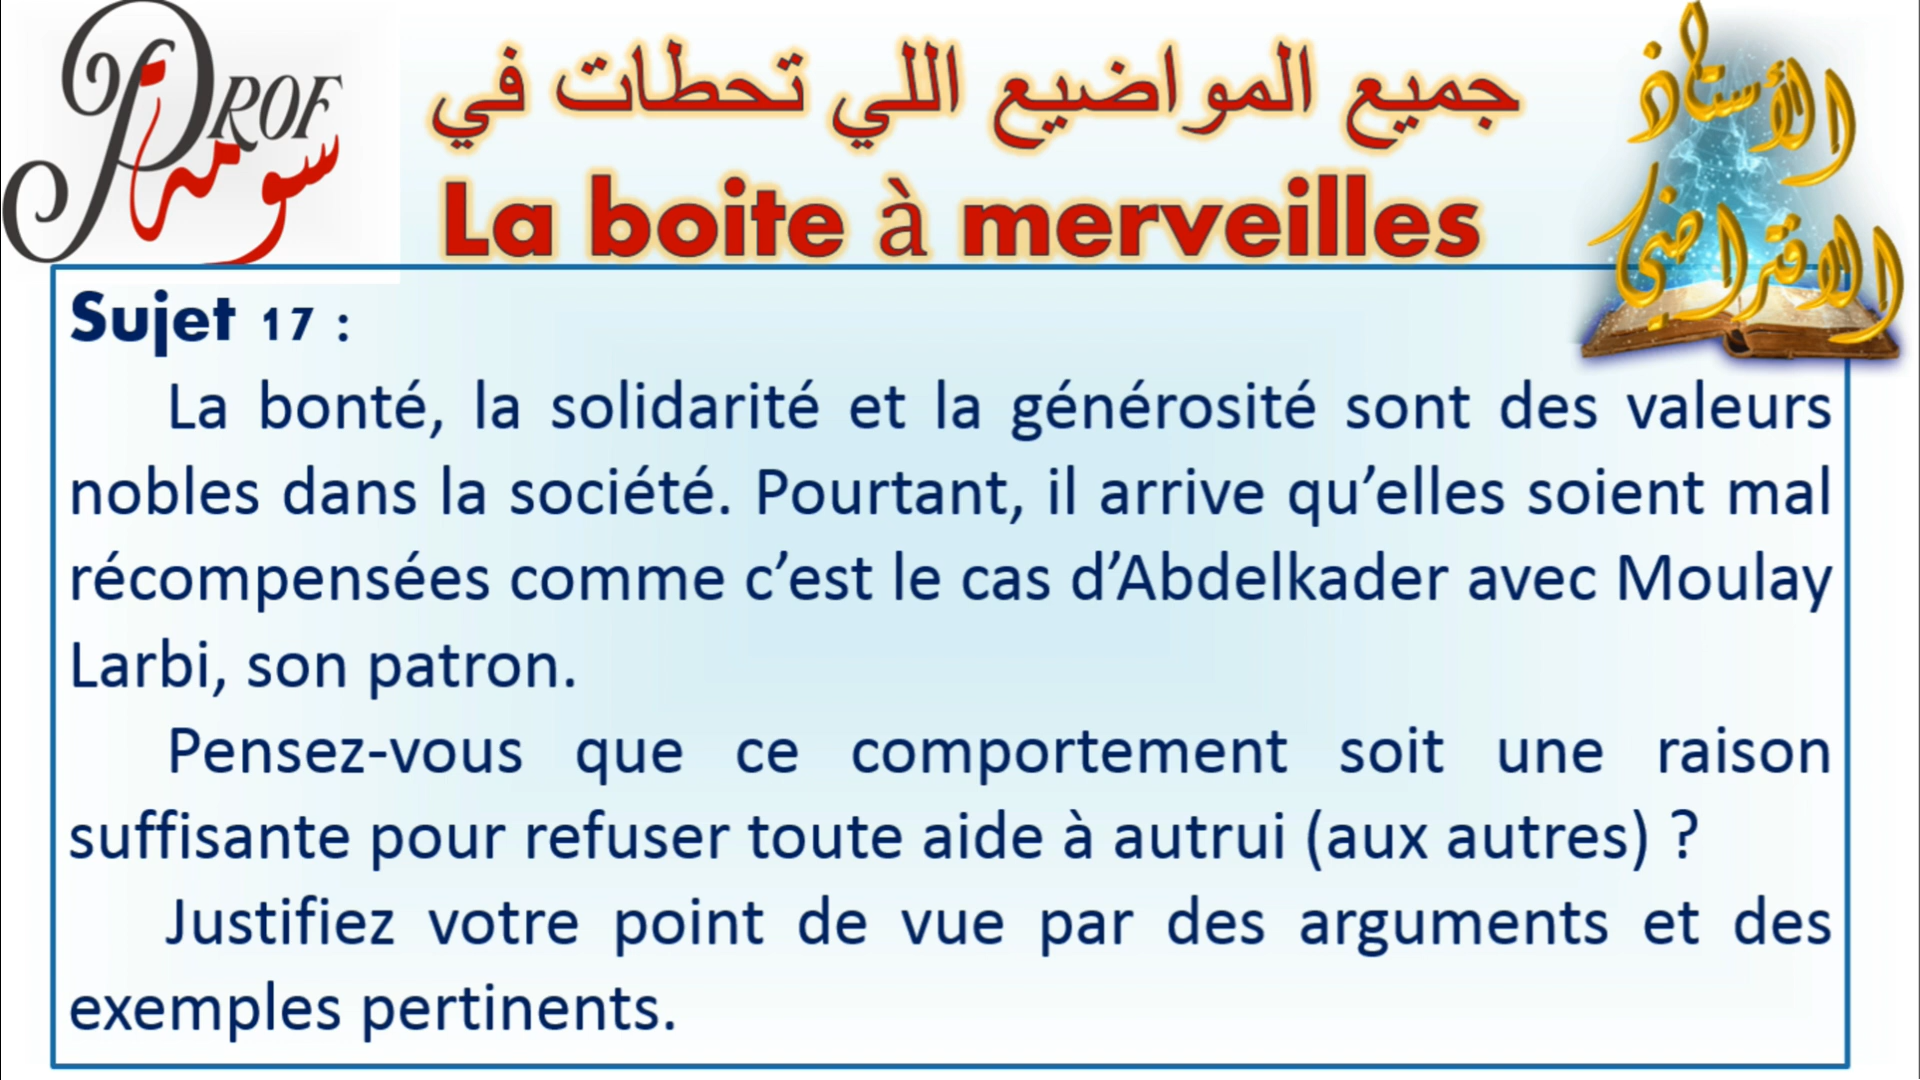 PROF
سومية
جميع المواضيع اللي تحطات في
La boite à merveilles
الأستاذ
الافتراضي
Sujet 17 :
La bonté, la solidarité et la générosité sont des valeurs
nobles dans la société. Pourtant, il arrive qu’elles soient mal
récompensées comme c’est le cas d’Abdelkader avec Moulay
Larbi, son patron.
Pensez-vous que ce comportement soit une raison
suffisante pour refuser toute aide à autrui (aux autres) ?
Justifiez votre point de vue par des arguments et des
exemples pertinents.